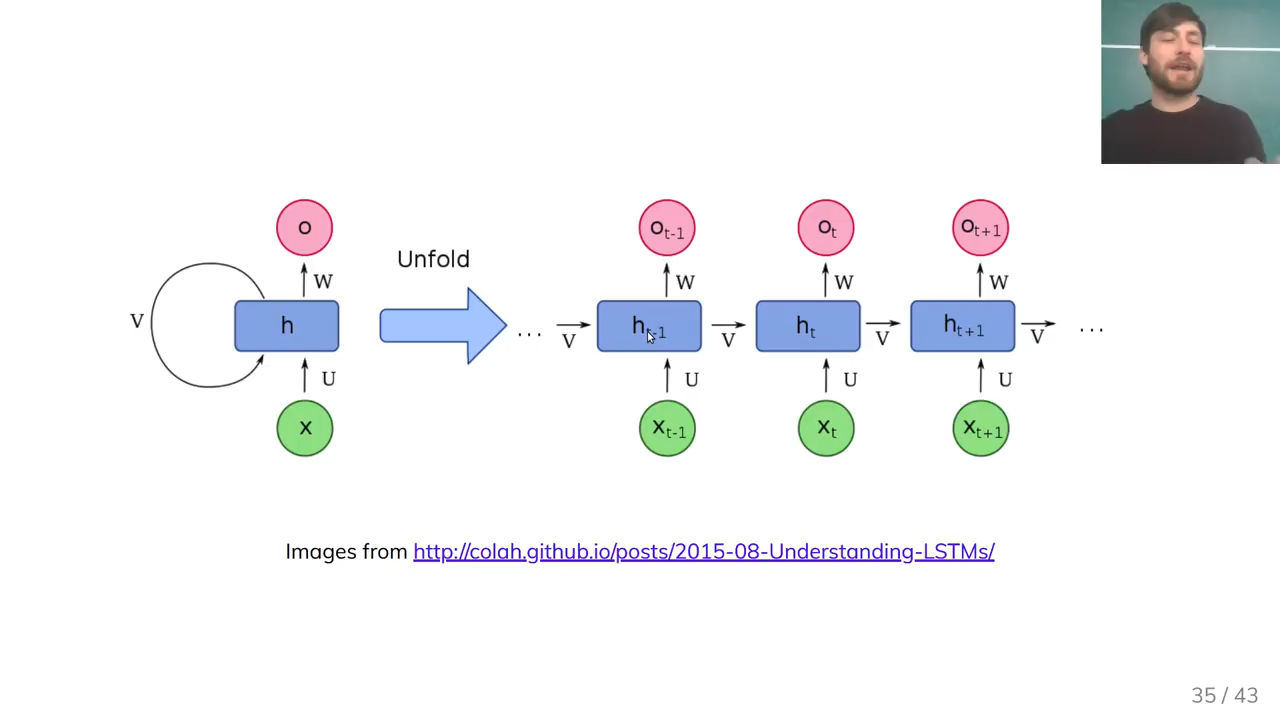 o
W
Unfold
V
h
U
x
o t-1
o t
o t+1
W
W
W
...
V
h t-1
V
h t
V
h t+1
V
...
U
U
U
x t-1
x t
x t+1
Images from http://colah.github.io/posts/2015-08-Understanding-LSTMs/
35 / 43